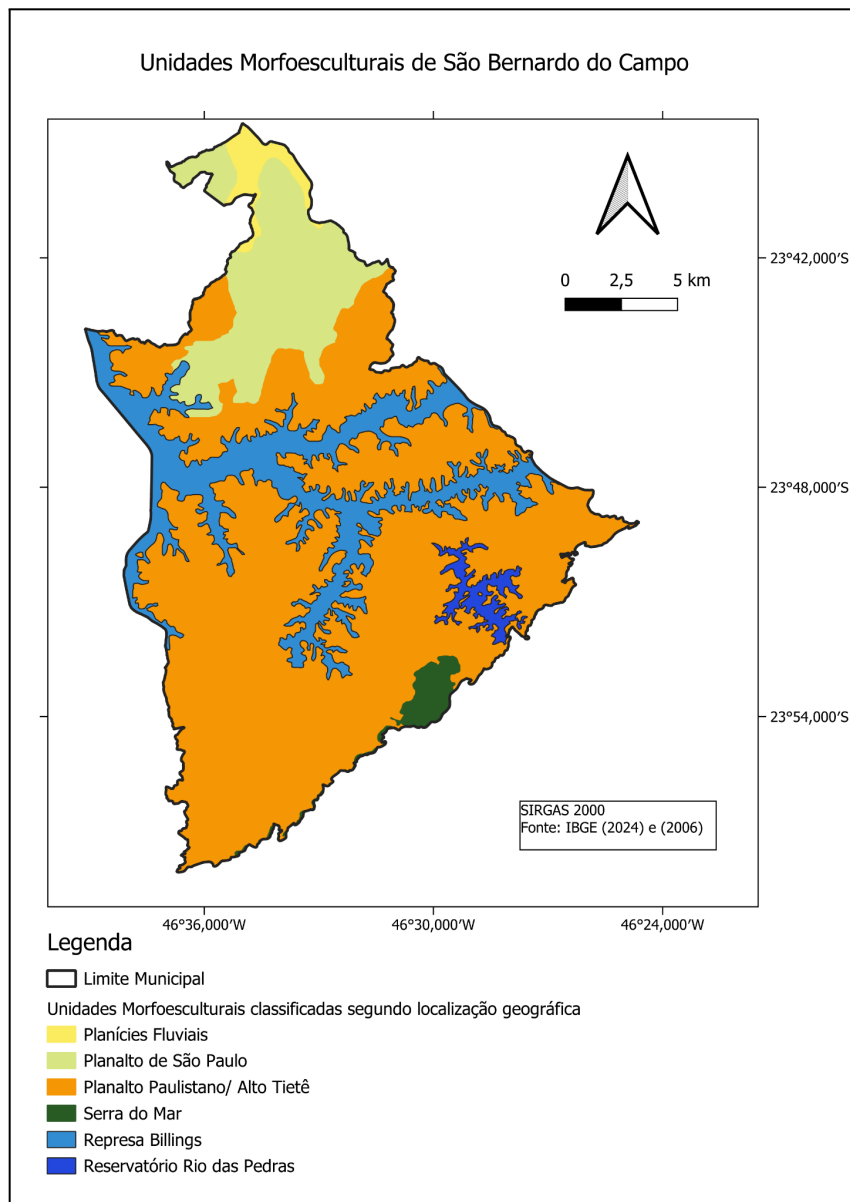 Unidades Morfoesculturais de São Bernardo do Campo
0 2,5 5 km
23°42,000′S
23°48,000′S
23°54,000′S
SIRGAS 2000
Fonte: IBGE (2024) e (2006)
46°36,000′W 46°30,000′W 46°24,000′W
Legenda
Limite Municipal
Unidades Morfoesculturais classificadas segundo localização geográfica
Planícies Fluviais
Planalto de São Paulo
Planalto Paulistano/ Alto Tietê
Serra do Mar
Represa Billings
Reservatório Rio das Pedras